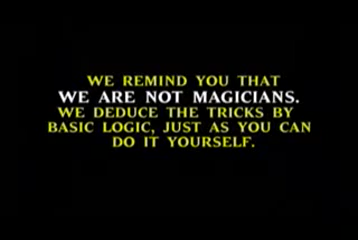 WE REMIND YOU THAT
WE ARE NOT MAGICIANS.
WE DEDUCE THE TRICKS BY
BASIC LOGIC, JUST AS YOU CAN
DO IT YOURSELF.